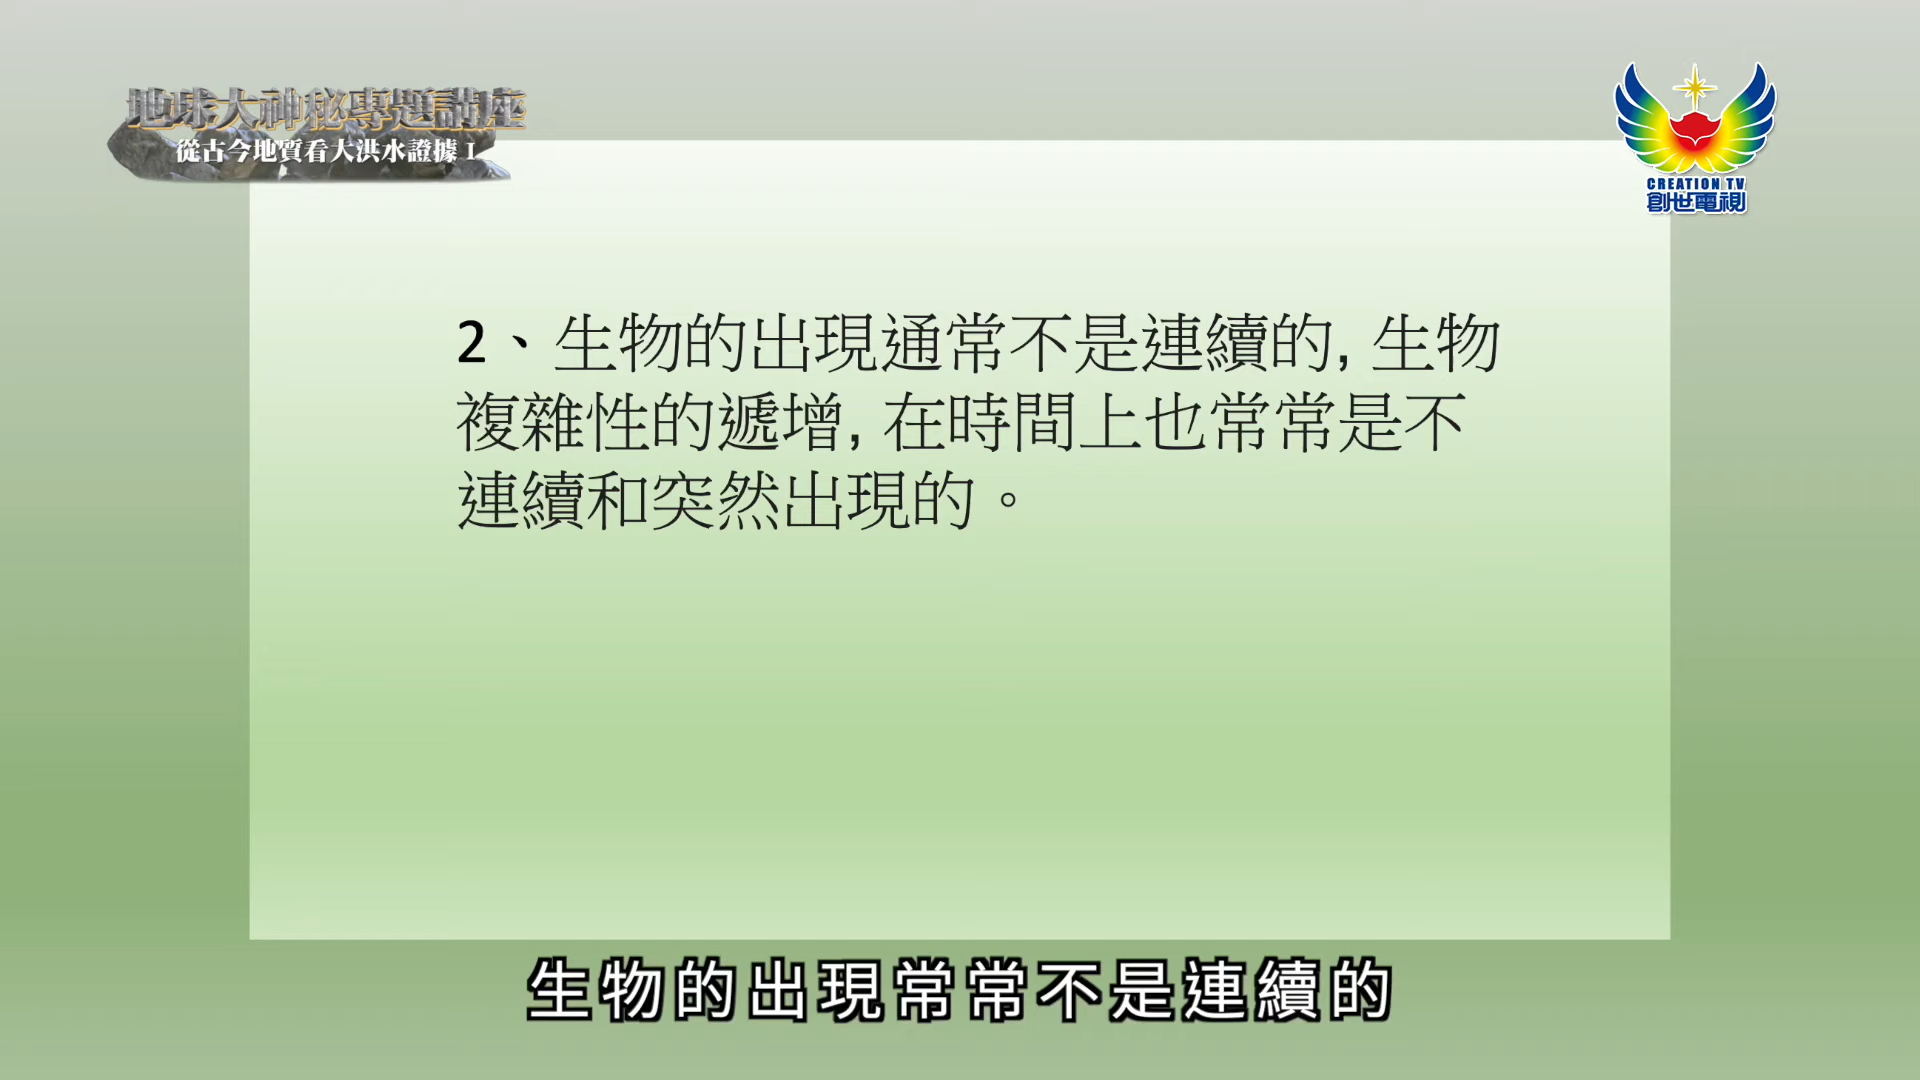 地球大神秘專題講座
從古今地質看大洪水證據 I
CREATION TV
創世電視
2、生物的出現通常不是連續的, 生物
複雜性的遞增, 在時間上也常常是不
連續和突然出現的。
生物的出現常常不是連續的